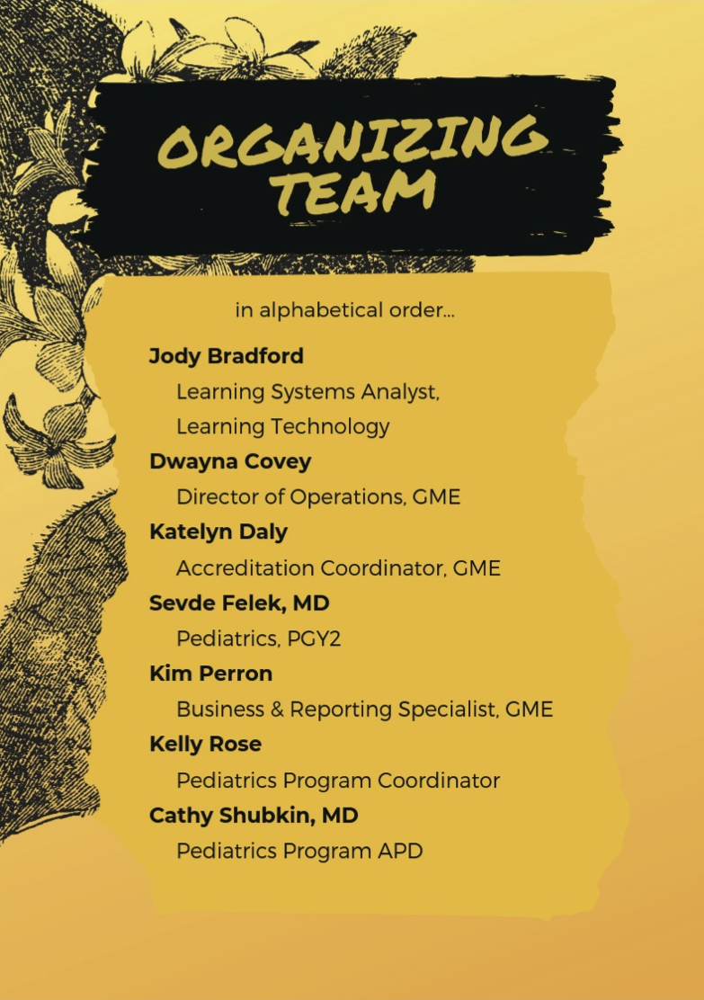 ORGANIZING
TEAM
in alphabetical order...
Jody Bradford
Learning Systems Analyst,
Learning Technology
Dwayna Covey
Director of Operations, GME
Katelyn Daly
Accreditation Coordinator, GME
Sevde Felek, MD
Pediatrics, PGY2
Kim Perron
Business & Reporting Specialist, GME
Kelly Rose
Pediatrics Program Coordinator
Cathy Shubkin, MD
Pediatrics Program APD